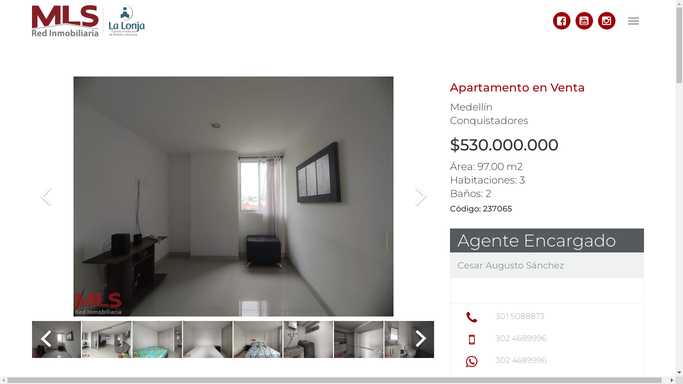 MLS
Red Inmobiliaria
La Lonja
Apartamento en Venta
Medellín
Conquistadores
$530.000.000
Área: 97.00 m2
Habitaciones: 3
Baños: 2
Código: 237065
Agente Encargado
Cesar Augusto Sánchez
301 5088873
302 4689996
302 4689996
MLS
Red Inmobiliaria